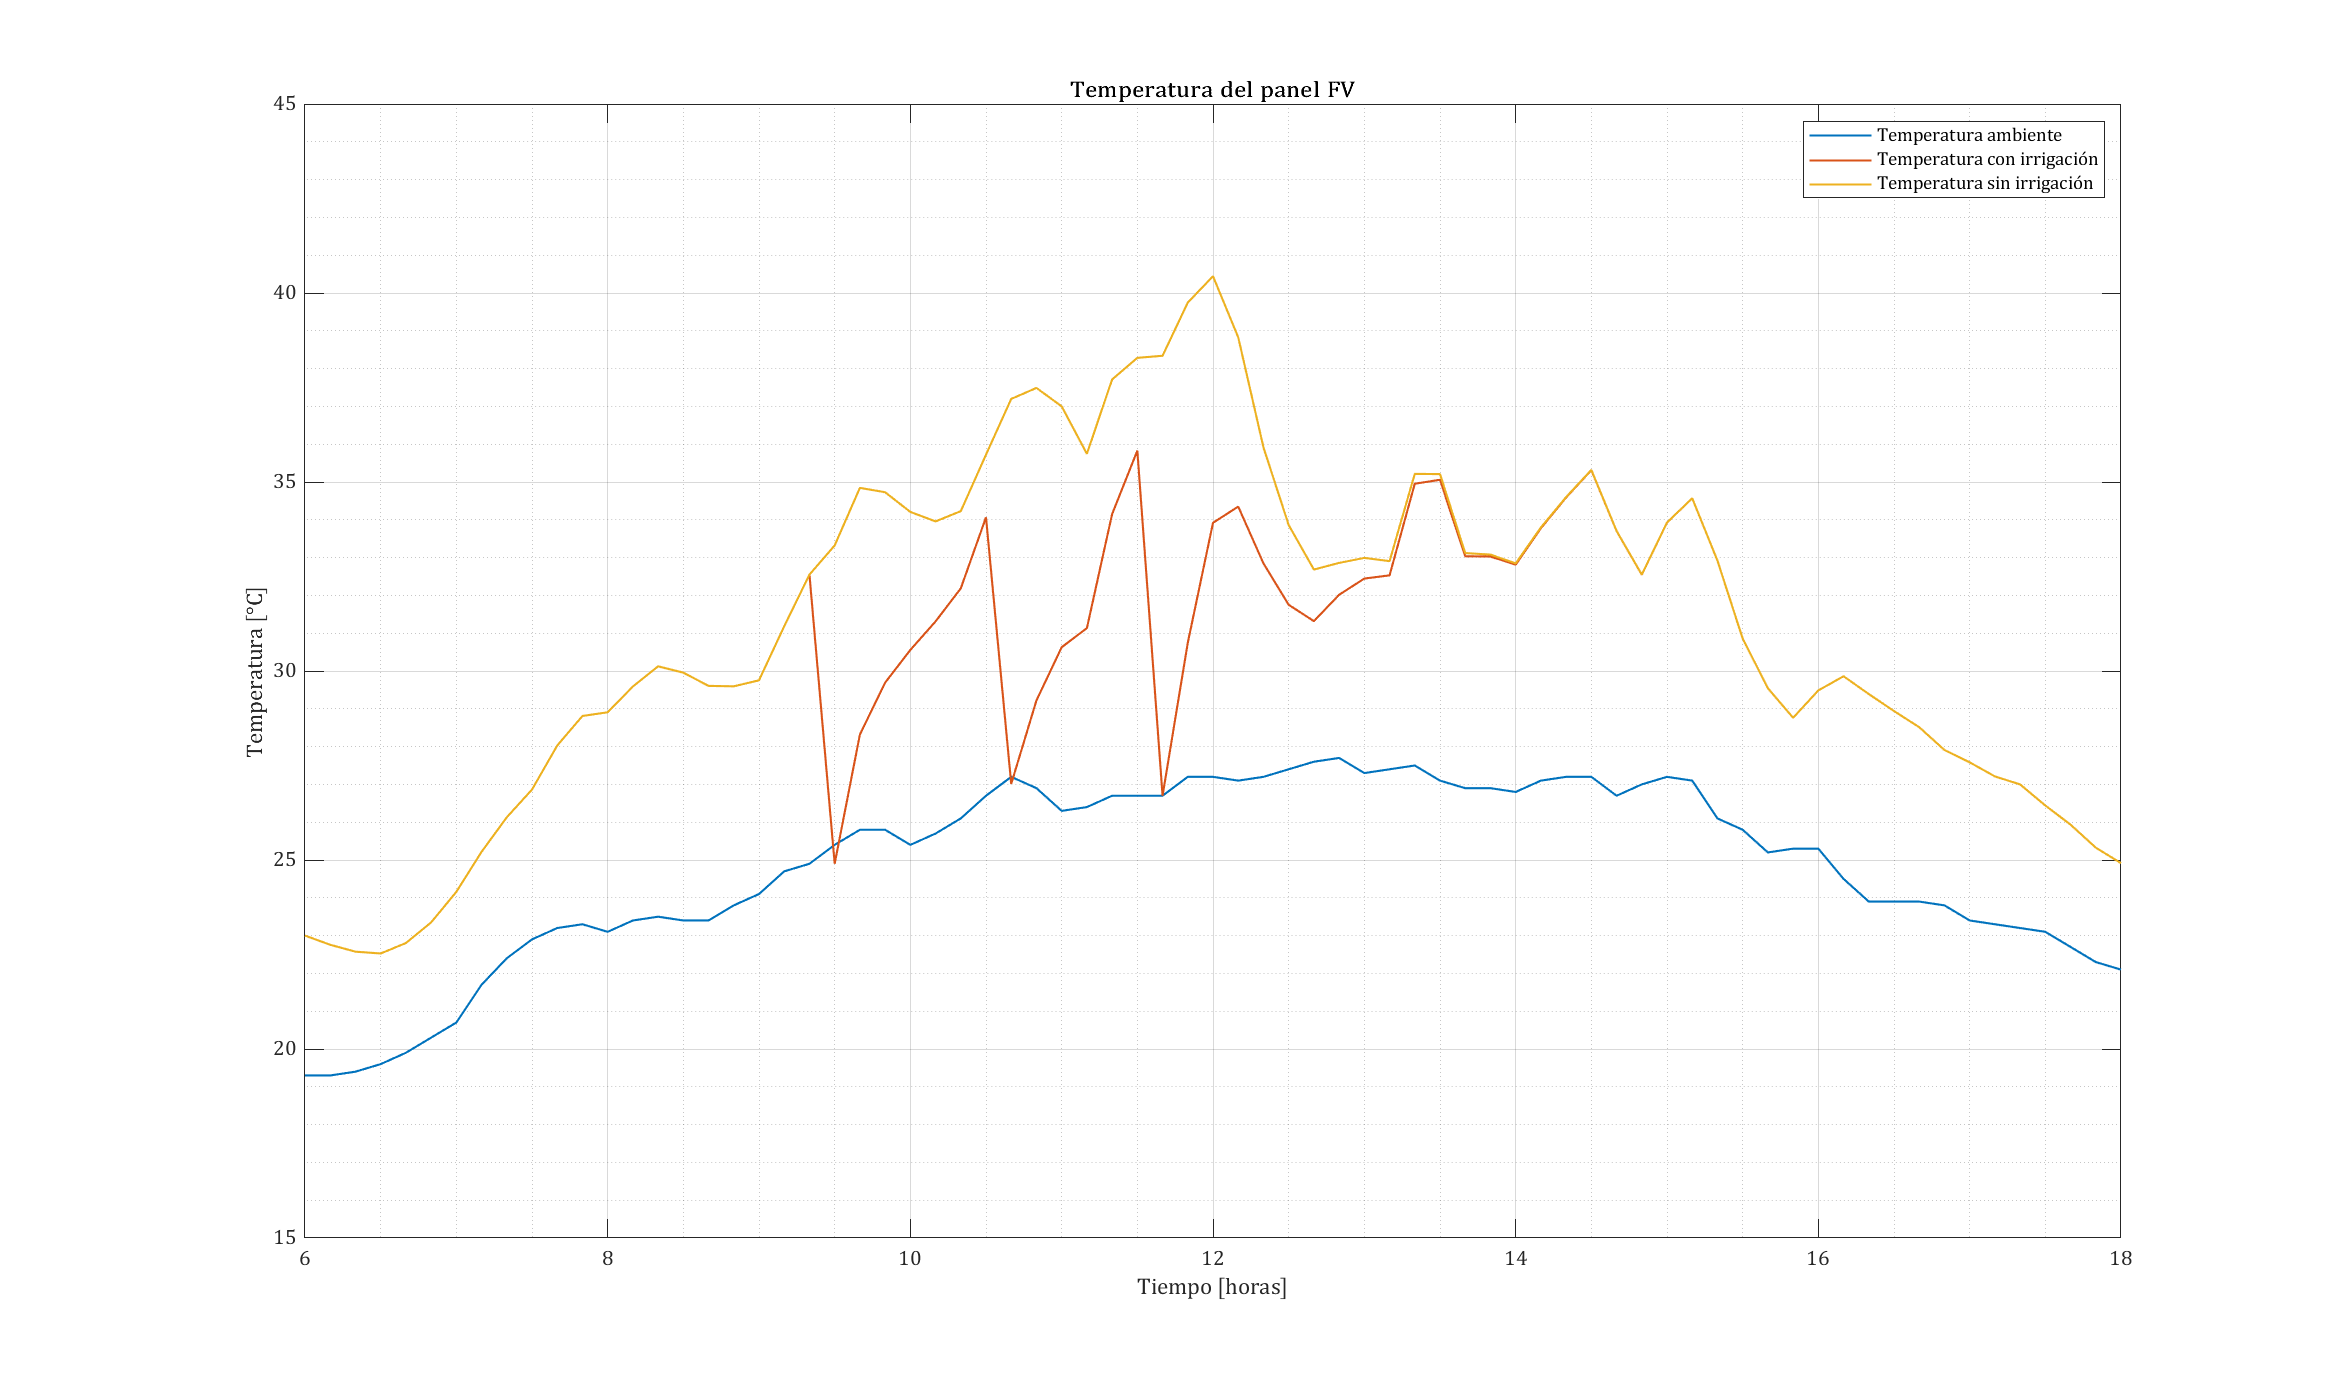 Temperatura del panel FV
45
40
35
30
25
20
15
Temperatura [°C]
Temperatura ambiente
Temperatura con irrigación
Temperatura sin irrigación
6 8 10 12 14 16 18
Tiempo [horas]